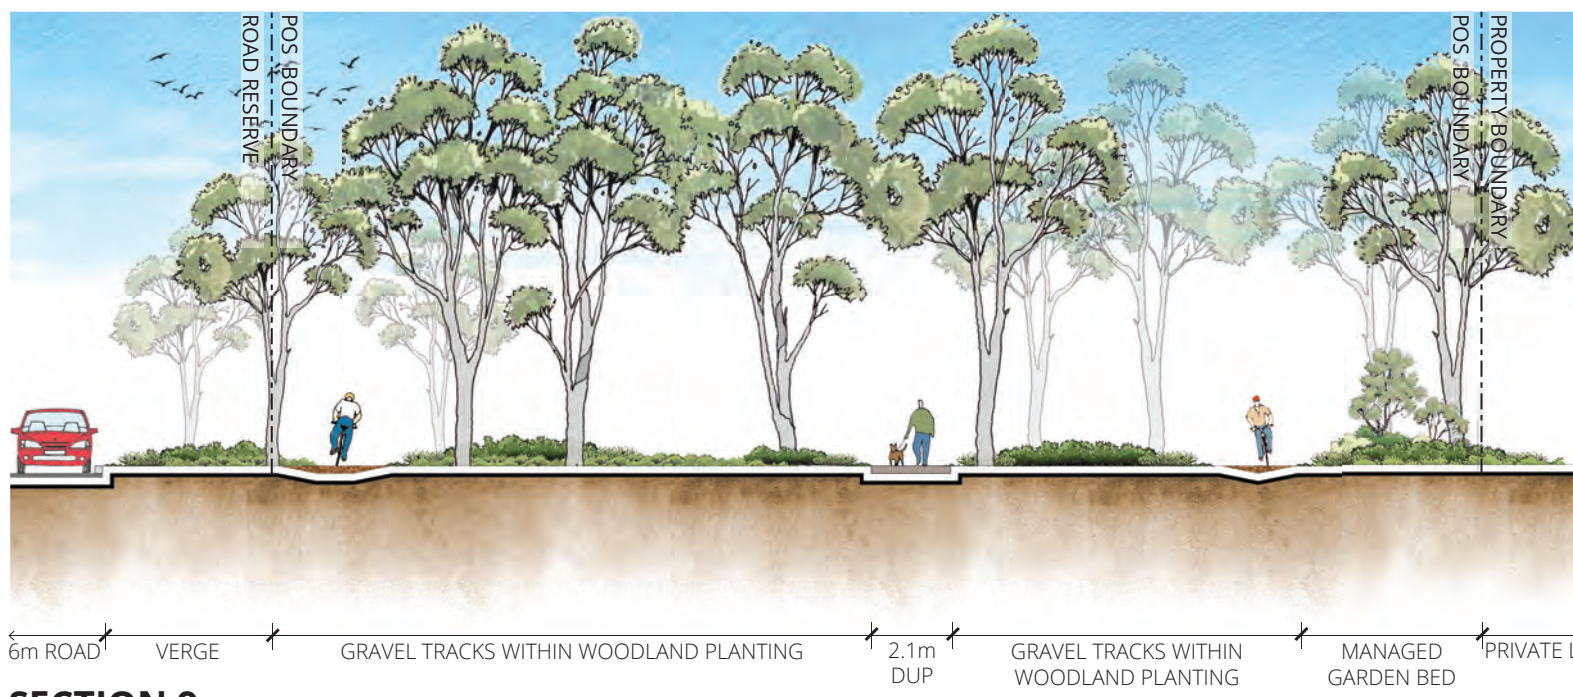 ROAD RESERVE
POS BOUNDARY
POS BOUNDARY
PROPERTY BOUNDARY
6m ROAD
VERGE
GRAVEL TRACKS WITHIN WOODLAND PLANTING
2.1m
DUP
GRAVEL TRACKS WITHIN
WOODLAND PLANTING
MANAGED
GARDEN BED
PRIVATE L
SECTION